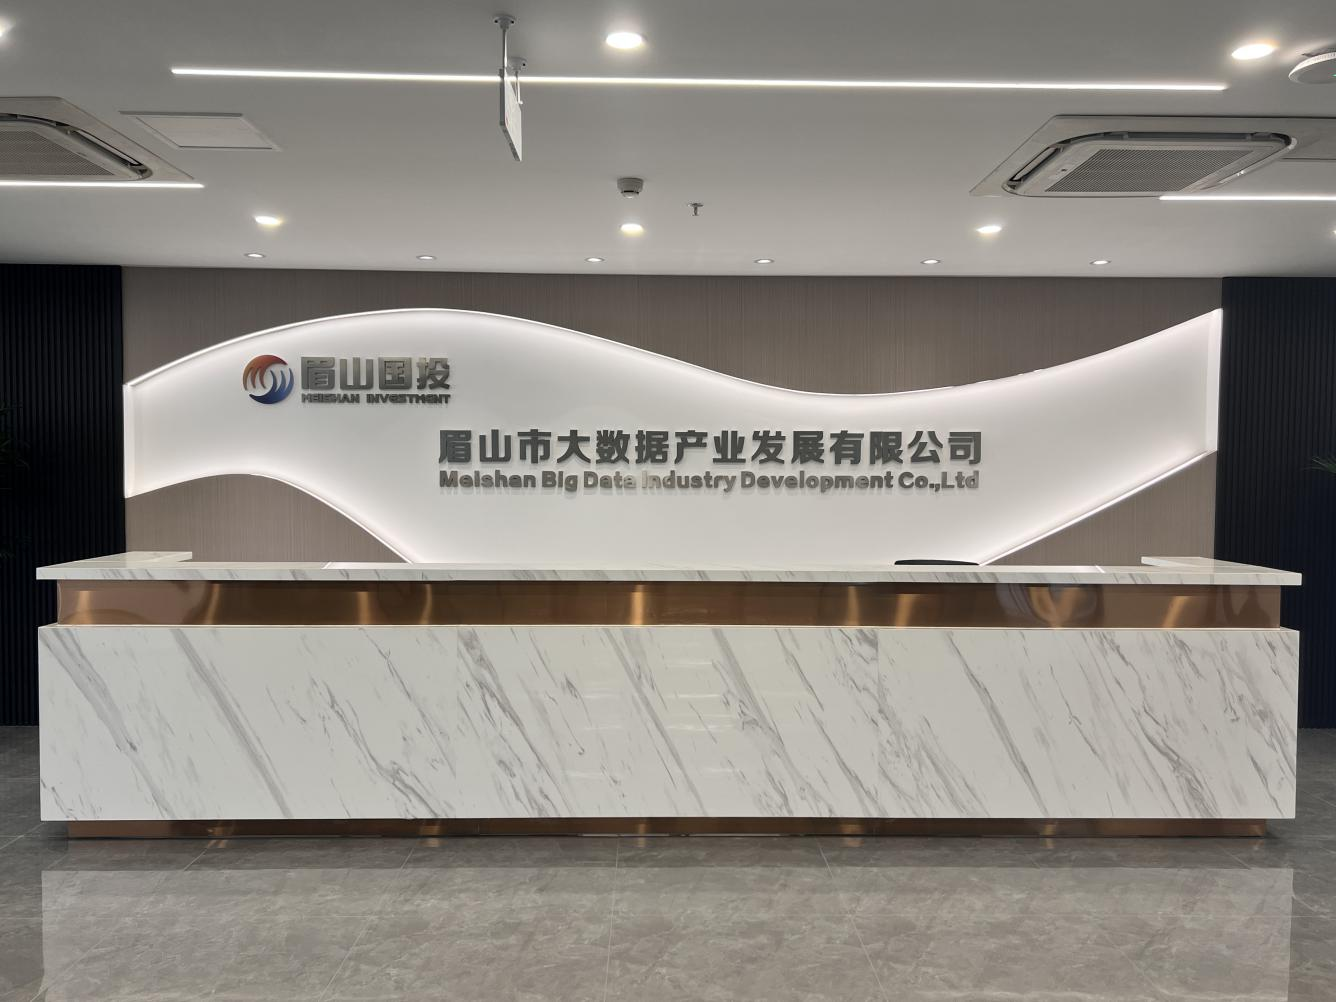 眉山国投
MEISHAN INVESTMENT
眉山市大数据产业发展有限公司
Meishan Big Data Industry Development Co.,Ltd